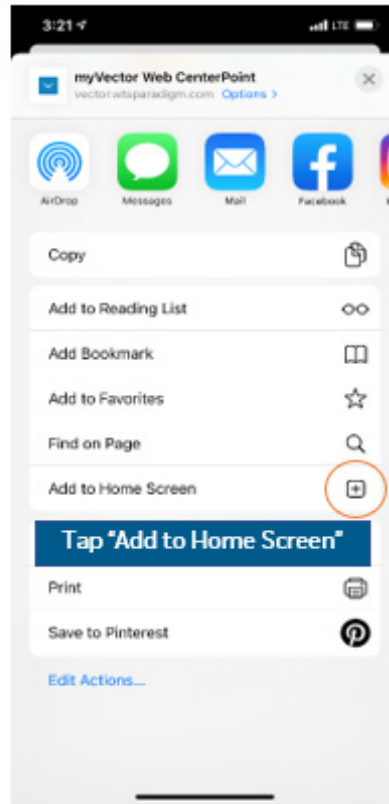 3:21
LTE
myVector Web CenterPoint
vector.wtsparadigm.com Options >
AirDrop Messages Mail Facebook
Copy
Add to Reading List
Add Bookmark
Add to Favorites
Find on Page
Add to Home Screen
Tap "Add to Home Screen"
Print
Save to Pinterest
Edit Actions...